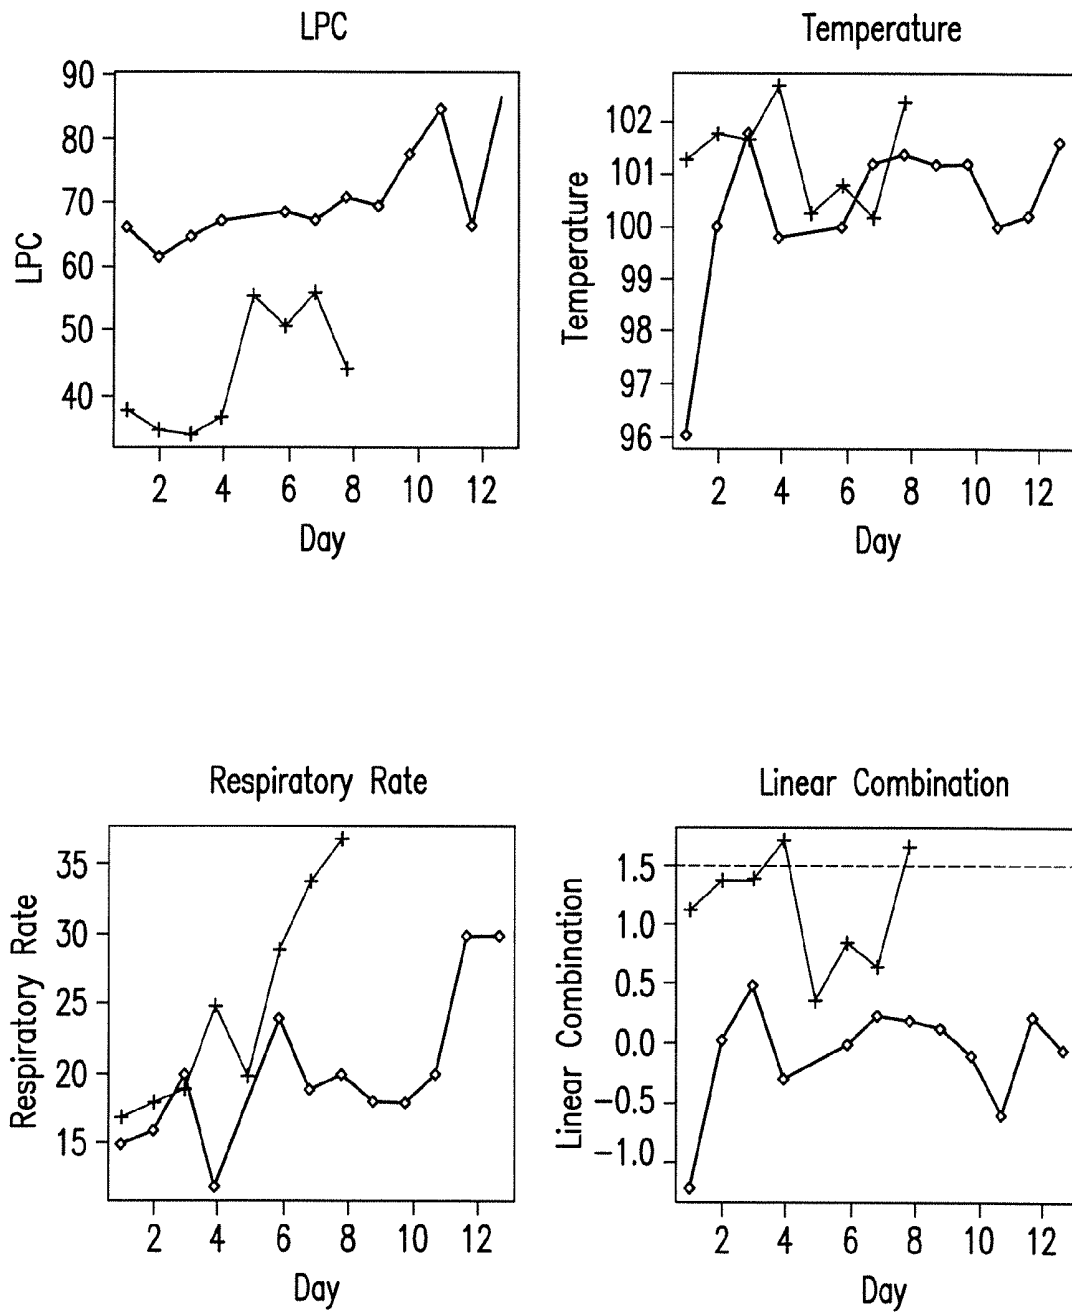 LPC
Temperature
90
80
70
60
50
40
LPC
2 4 6 8 10 12
Day
102
101
100
99
98
97
96
Temperature
2 4 6 8 10 12
Day
Respiratory Rate
Linear Combination
35
30
25
20
15
Respiratory Rate
2 4 6 8 10 12
Day
1.5
1.0
0.5
0.0
−0.5
−1.0
Linear Combination
2 4 6 8 10 12
Day